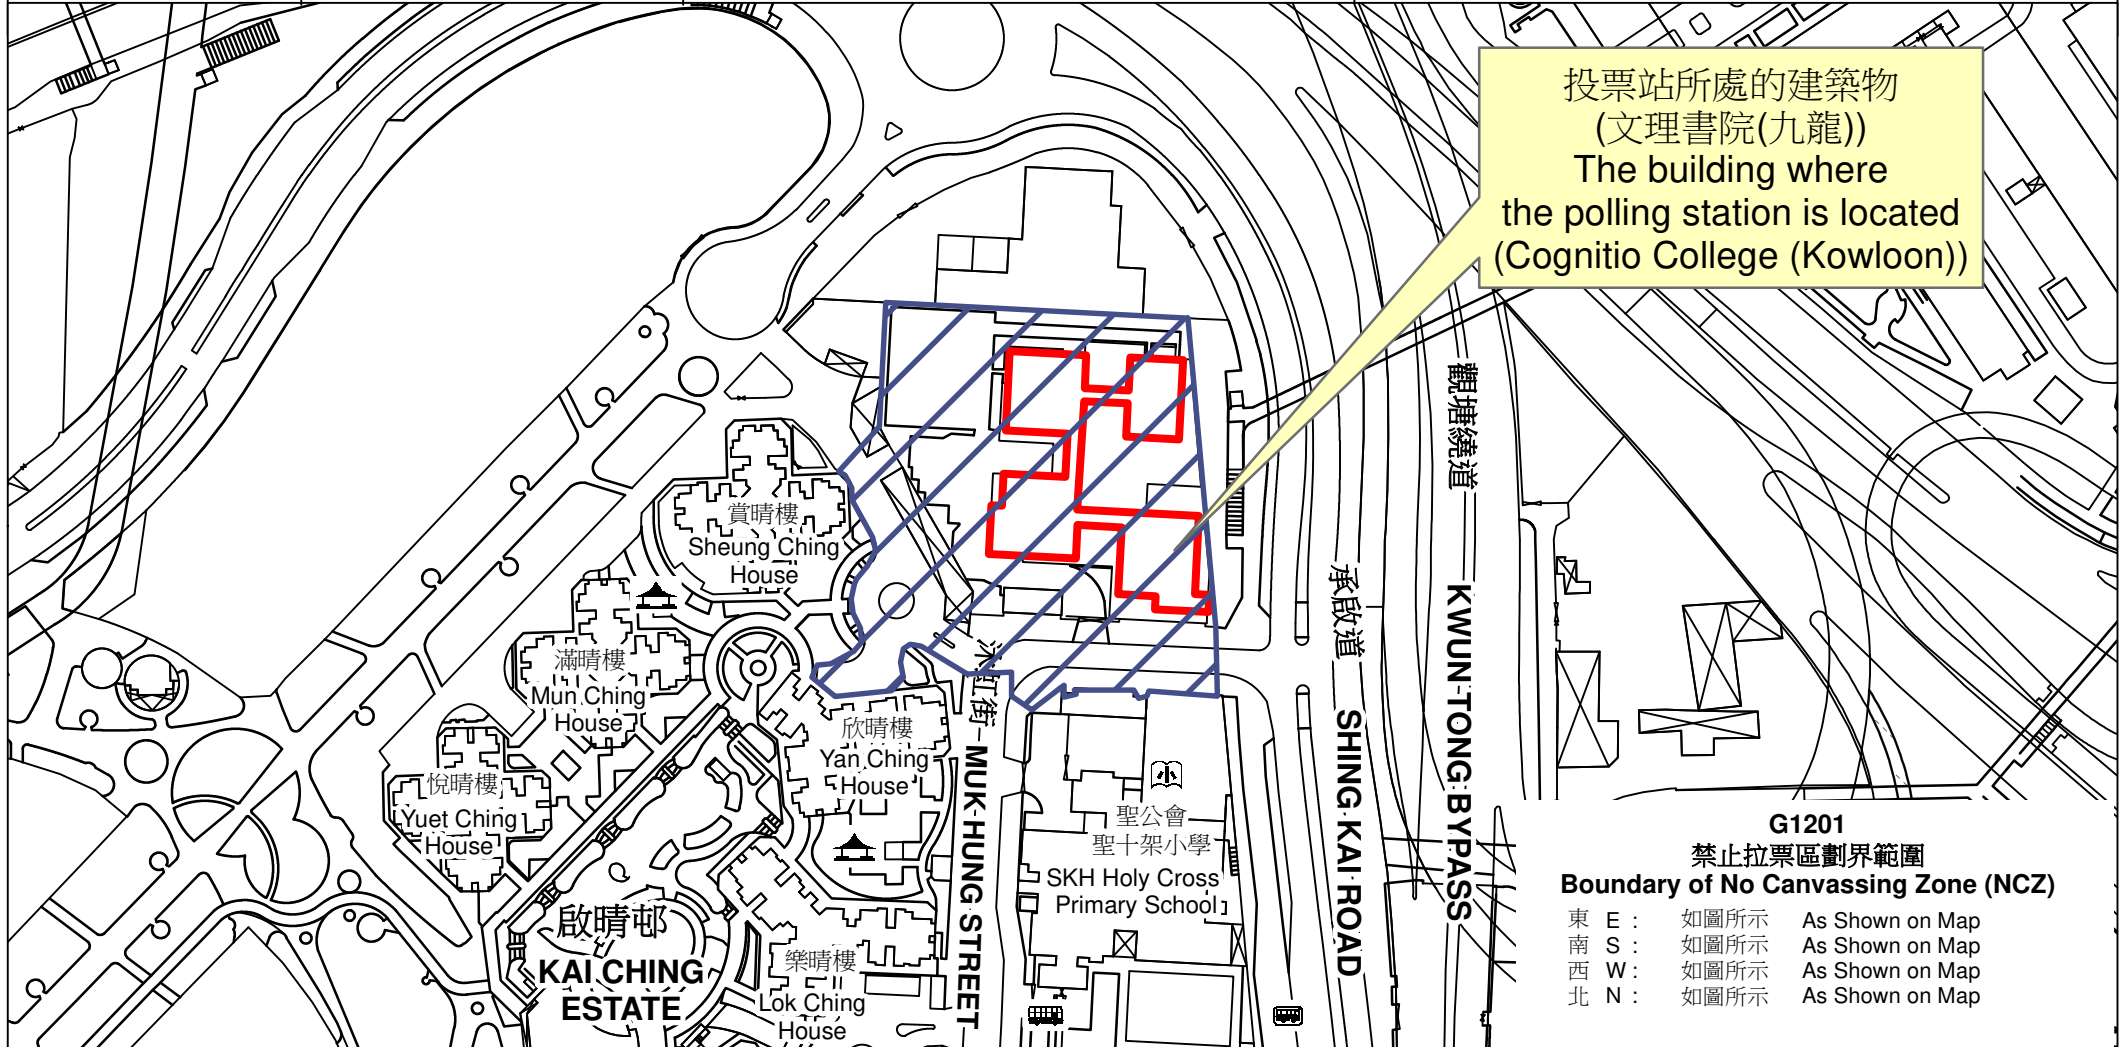 投票站所處的建築物
(文理書院(九龍))
The building where
the polling station is located
(Cognitio College (Kowloon))
觀塘繞道
KWUN TONG BYPASS
承啟道
SHING KAI ROAD
沐虹街
MUK HUNG STREET
賞晴樓
Sheung Ching
House
滿晴樓
Mun Ching
House
悅晴樓
Yuet Ching
House
欣晴樓
Yan Ching
House
小
聖公會
聖十架小學
SKH Holy Cross
Primary School
啟晴邨
KAI CHING
ESTATE
樂晴樓
Lok Ching
House
G1201
禁止拉票區劃界範圍
Boundary of No Canvassing Zone (NCZ)
東 E : 如圖所示 As Shown on Map
南 S : 如圖所示 As Shown on Map
西 W : 如圖所示 As Shown on Map
北 N : 如圖所示 As Shown on Map